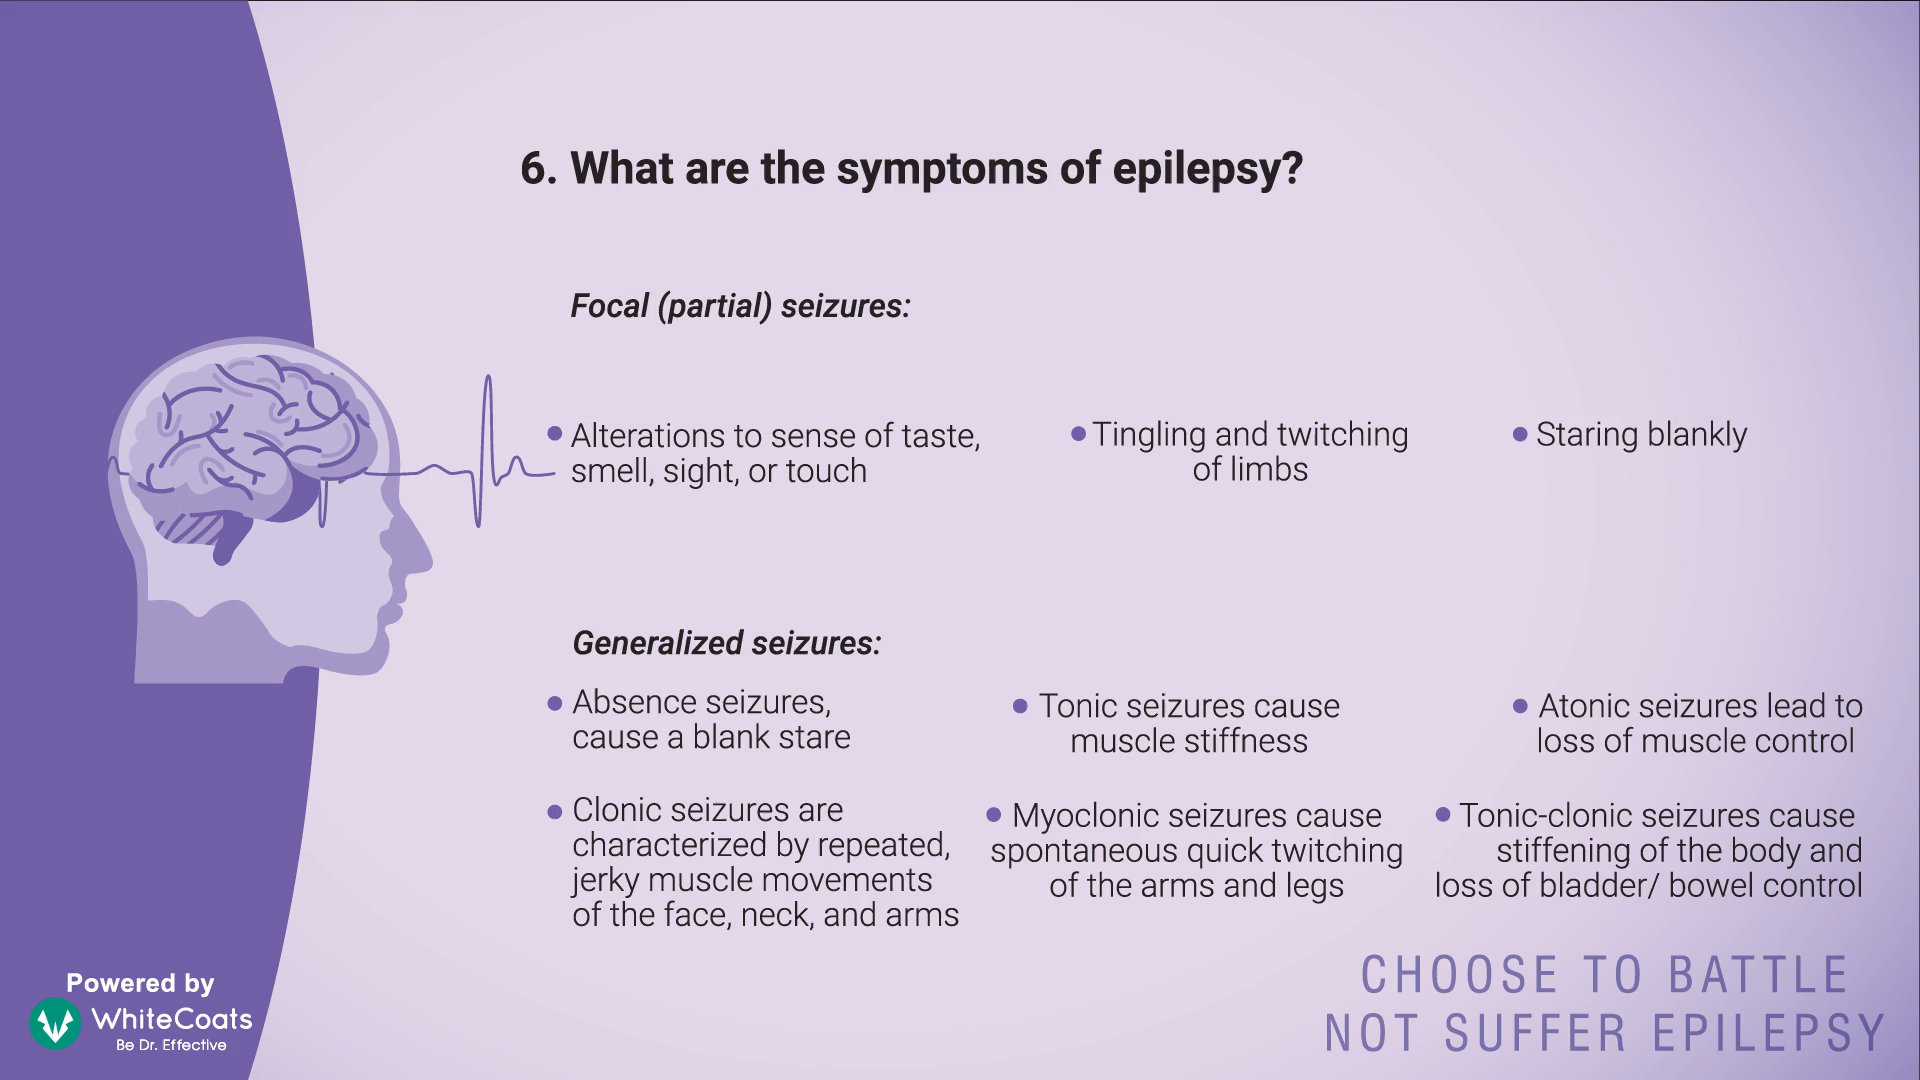 6. What are the symptoms of epilepsy?
Focal (partial) seizures:
Alterations to sense of taste,
smell, sight, or touch
Tingling and twitching
of limbs
Staring blankly
Generalized seizures:
Absence seizures,
cause a blank stare
Tonic seizures cause
muscle stiffness
Atonic seizures lead to
loss of muscle control
Clonic seizures are
characterized by repeated,
jerky muscle movements
of the face, neck, and arms
Myoclonic seizures cause
spontaneous quick twitching
of the arms and legs
Tonic-clonic seizures cause
stiffening of the body and
loss of bladder/ bowel control
Powered by
WhiteCoats
Be Dr. Effective
CHOOSE TO BATTLE
NOT SUFFER EPILEPSY